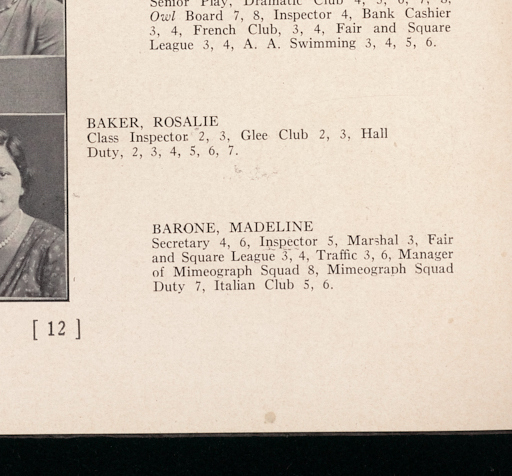 Senior Play, Dramatic Club 4, 5, 6, 7, 8,
Owl Board 7, 8, Inspector 4, Bank Cashier
3, 4, French Club, 3, 4, Fair and Square
League 3, 4, A. A. Swimming 3, 4, 5, 6.
BAKER, ROSALIE
Class Inspector 2, 3, Glee Club 2, 3, Hall
Duty, 2, 3, 4, 5, 6, 7.
BARONE, MADELINE
Secretary 4, 6, Inspector 5, Marshal 3, Fair
and Square League 3, 4, Traffic 3, 6, Manager
of Mimeograph Squad 8, Mimeograph Squad
Duty 7, Italian Club 5, 6.
[ 12 ]